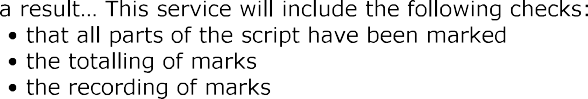 a result... This service will include the following checks:
• that all parts of the script have been marked
• the totalling of marks
• the recording of marks